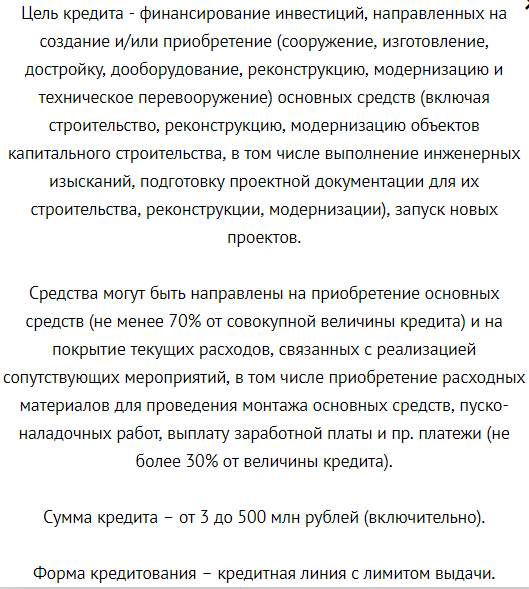 Цель кредита - финансирование инвестиций, направленных на
создание и/или приобретение (сооружение, изготовление,
достройку, дооборудование, реконструкцию, модернизацию и
техническое перевооружение) основных средств (включая
строительство, реконструкцию, модернизацию объектов
капитального строительства, в том числе выполнение инженерных
изысканий, подготовку проектной документации для их
строительства, реконструкции, модернизации), запуск новых
проектов.
Средства могут быть направлены на приобретение основных
средств (не менее 70% от совокупной величины кредита) и на
покрытие текущих расходов, связанных с реализацией
сопутствующих мероприятий, в том числе приобретение расходных
материалов для проведения монтажа основных средств, пуско-
наладочных работ, выплату заработной платы и пр. платежи (не
более 30% от величины кредита).
Сумма кредита – от 3 до 500 млн рублей (включительно).
Форма кредитования – кредитная линия с лимитом выдачи.